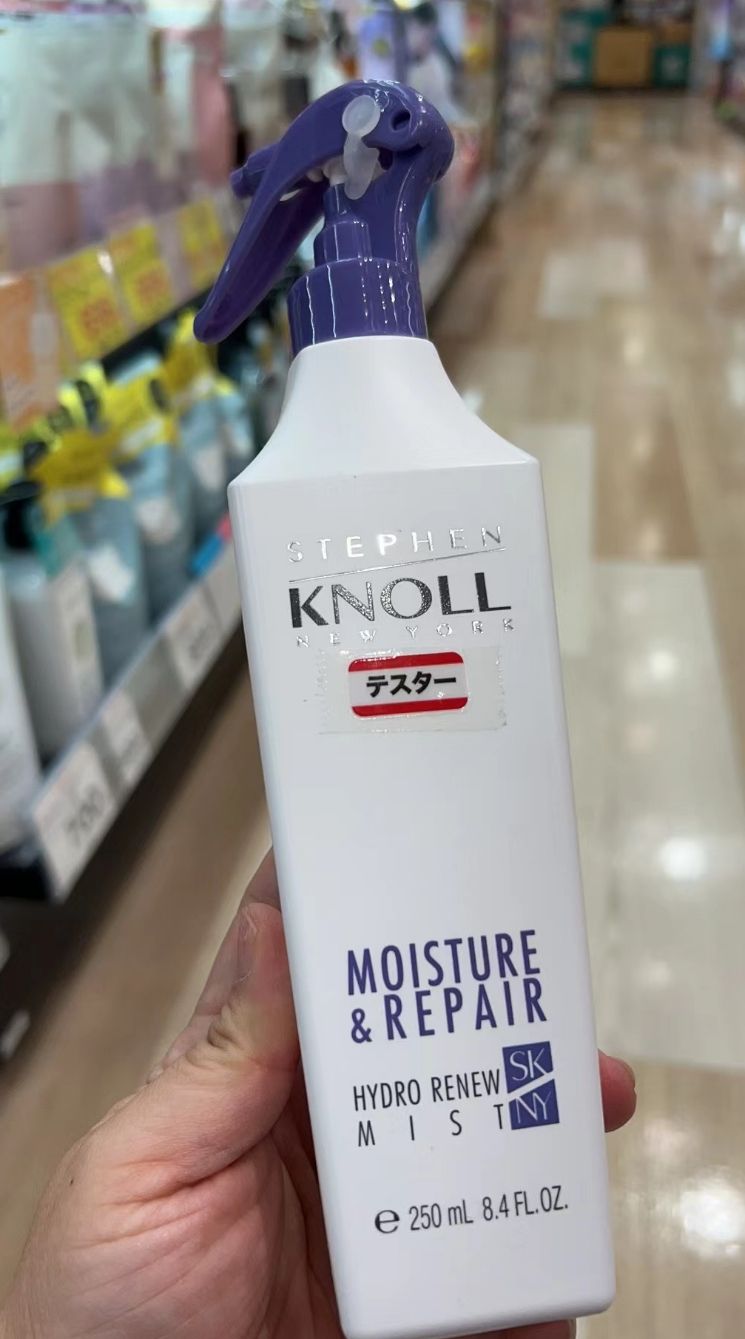 STEPHEN
KNOLL
NEW YORK
テスター
MOISTURE
& REPAIR
HYDRO RENEW
MIST
SK
NY
e 250 mL 8.4 FL.OZ.